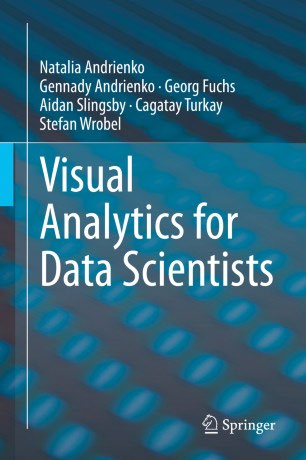 Natalia Andrienko
Gennady Andrienko · Georg Fuchs
Aidan Slingsby · Cagatay Turkay
Stefan Wrobel
Visual
Analytics for
Data Scientists
Springer